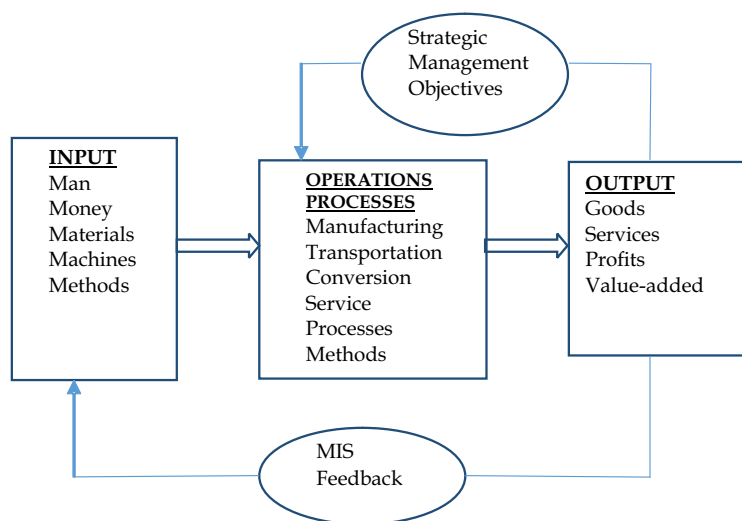 Strategic
Management
Objectives
INPUT
Man
Money
Materials
Machines
Methods
OPERATIONS
PROCESSES
Manufacturing
Transportation
Conversion
Service
Processes
Methods
OUTPUT
Goods
Services
Profits
Value-added
MIS
Feedback